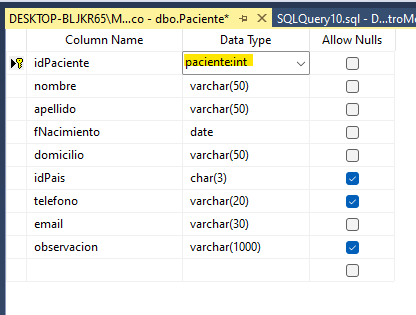 DESKTOP-BLJKR65\M...co - dbo.Paciente* SQLQuery10.sql - D...troMe
Column Name Data Type Allow Nulls
idPaciente paciente:int
nombre varchar(50)
apellido varchar(50)
fNacimiento date
domicilio varchar(50)
idPais char(3)
telefono varchar(20)
email varchar(30)
observacion varchar(1000)